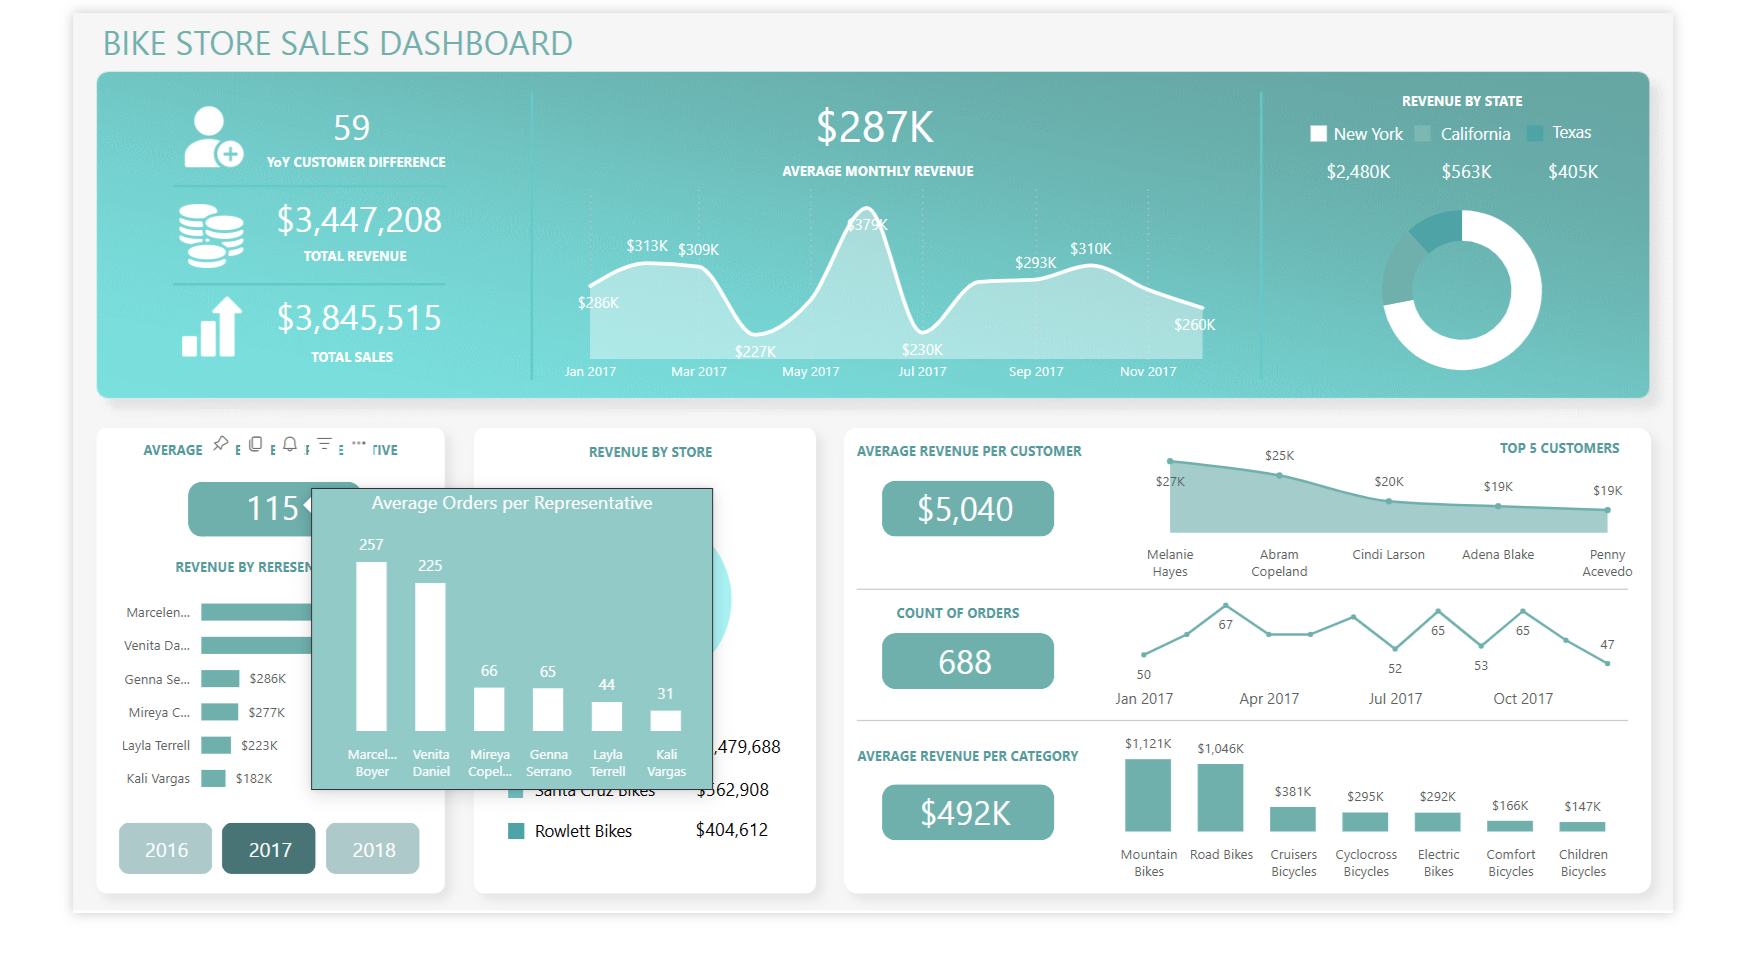 BIKE STORE SALES DASHBOARD
59
YoY CUSTOMER DIFFERENCE
$3,447,208
TOTAL REVENUE
$3,845,515
TOTAL SALES
$287K
AVERAGE MONTHLY REVENUE
$379K
$313K
$309K
$310K
$293K
$286K
$260K
$227K
$230K
Jan 2017
Mar 2017
May 2017
Jul 2017
Sep 2017
Nov 2017
REVENUE BY STATE
New York
California
Texas
$2,480K
$563K
$405K
AVERAGE
115
REVENUE BY RERESEN
Marcelen...
Venita Da...
Genna Se...
$286K
Mireya C...
$277K
Layla Terrell
$223K
Kali Vargas
$182K
2016
2017
2018
Average Orders per Representative
257
225
66
65
44
31
Marcel...
Boyer
Venita
Daniel
Mireya
Copel...
Genna
Serrano
Layla
Terrell
Kali
Vargas
REVENUE BY STORE
,479,688
Santa Cruz Bikes
$562,908
Rowlett Bikes
$404,612
AVERAGE REVENUE PER CUSTOMER
$5,040
TOP 5 CUSTOMERS
$27K
$25K
$20K
$19K
$19K
Melanie
Hayes
Abram
Copeland
Cindi Larson
Adena Blake
Penny
Acevedo
COUNT OF ORDERS
688
50
67
52
65
53
65
47
Jan 2017
Apr 2017
Jul 2017
Oct 2017
AVERAGE REVENUE PER CATEGORY
$492K
$1,121K
$1,046K
$381K
$295K
$292K
$166K
$147K
Mountain
Bikes
Road Bikes
Cruisers
Bicycles
Cyclocross
Bicycles
Electric
Bikes
Comfort
Bicycles
Children
Bicycles